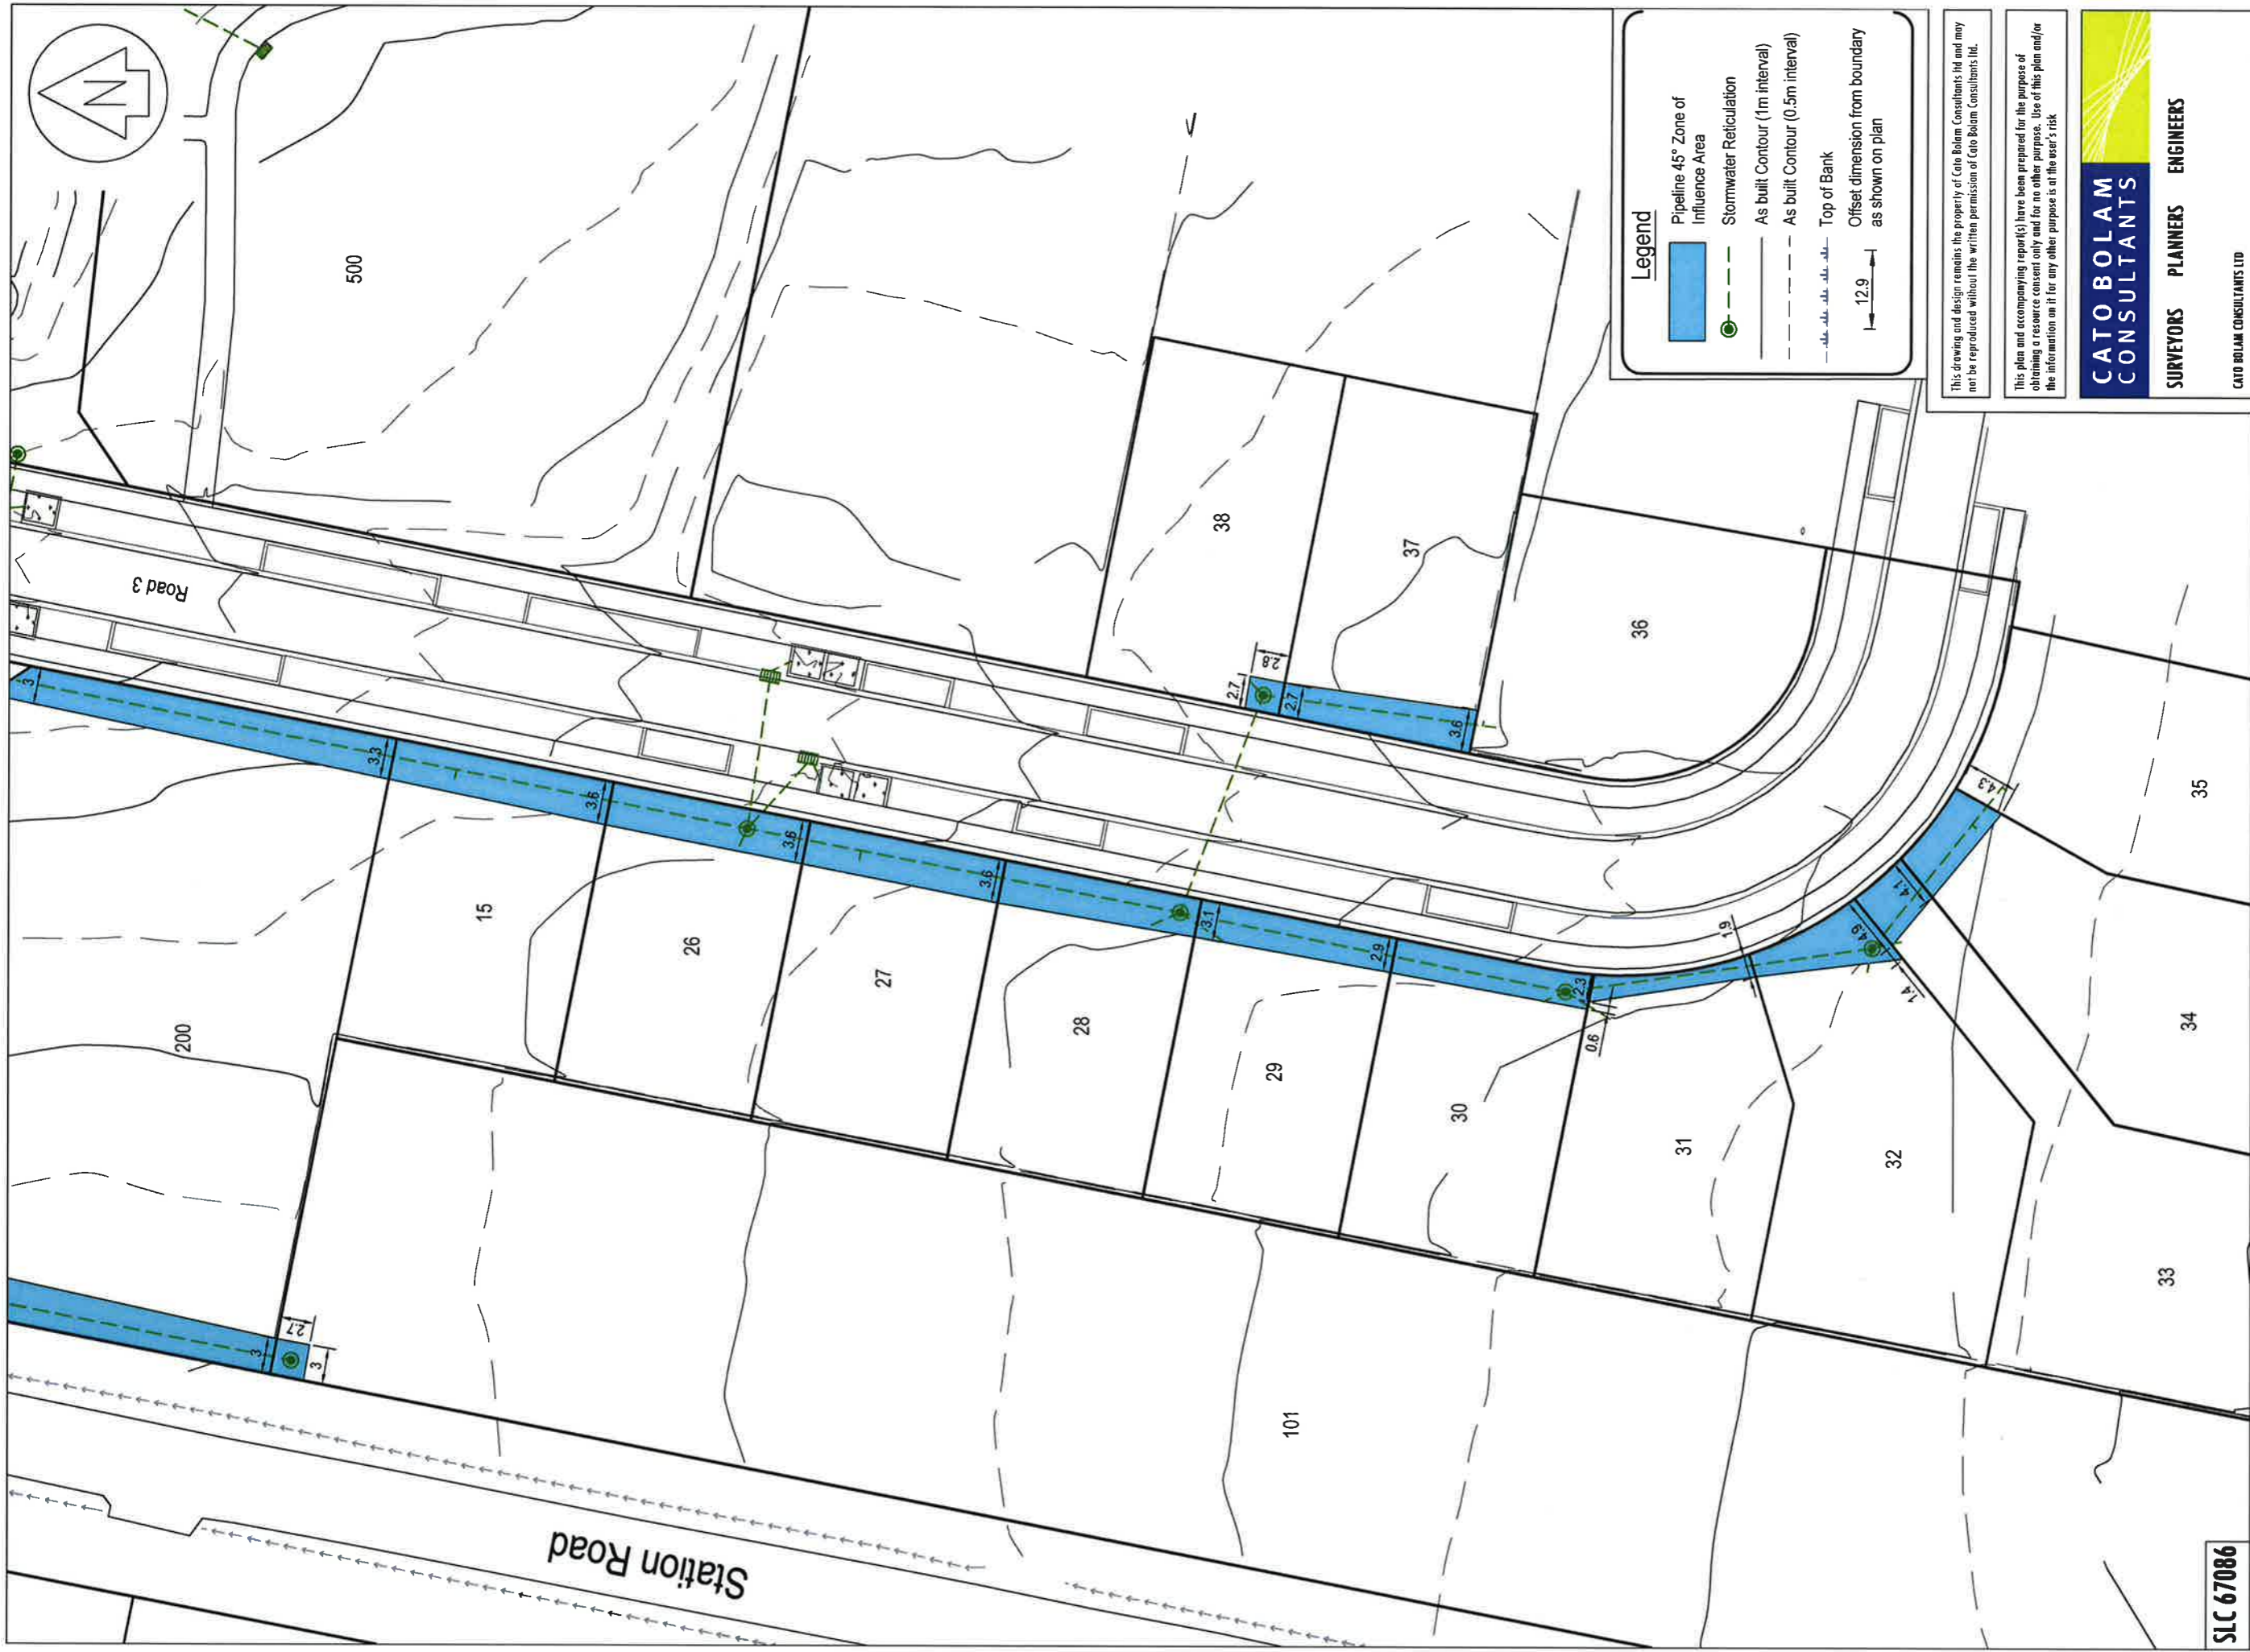 N
500
Road 3
3
200
3.3
15
3.6
26
3.6
27
3.6
28
3.1
29
2.9
30
2.3
0.6
31
1.9
32
4.9
1.4
4.1
33
34
4.3
35
36
3.6
37
2.7
2.8
2.7
38
3
2.7
3
101
Station Road
Legend
Pipeline 45° Zone of
Influence Area
Stormwater Reticulation
As built Contour (1m interval)
As built Contour (0.5m interval)
Top of Bank
12.9
Offset dimension from boundary
as shown on plan
This drawing and design remains the property of Cato Bolam Consultants ltd and may
not be reproduced without the written permission of Cato Bolam Consultants ltd.
This plan and accompanying report(s) have been prepared for the purpose of
obtaining a resource consent only and for no other purpose. Use of this plan and/or
the information on it for any other purpose is at the user's risk
CATO BOLAM
CONSULTANTS
SURVEYORS PLANNERS ENGINEERS
CATO BOLAM CONSULTANTS LTD
SLC 67086